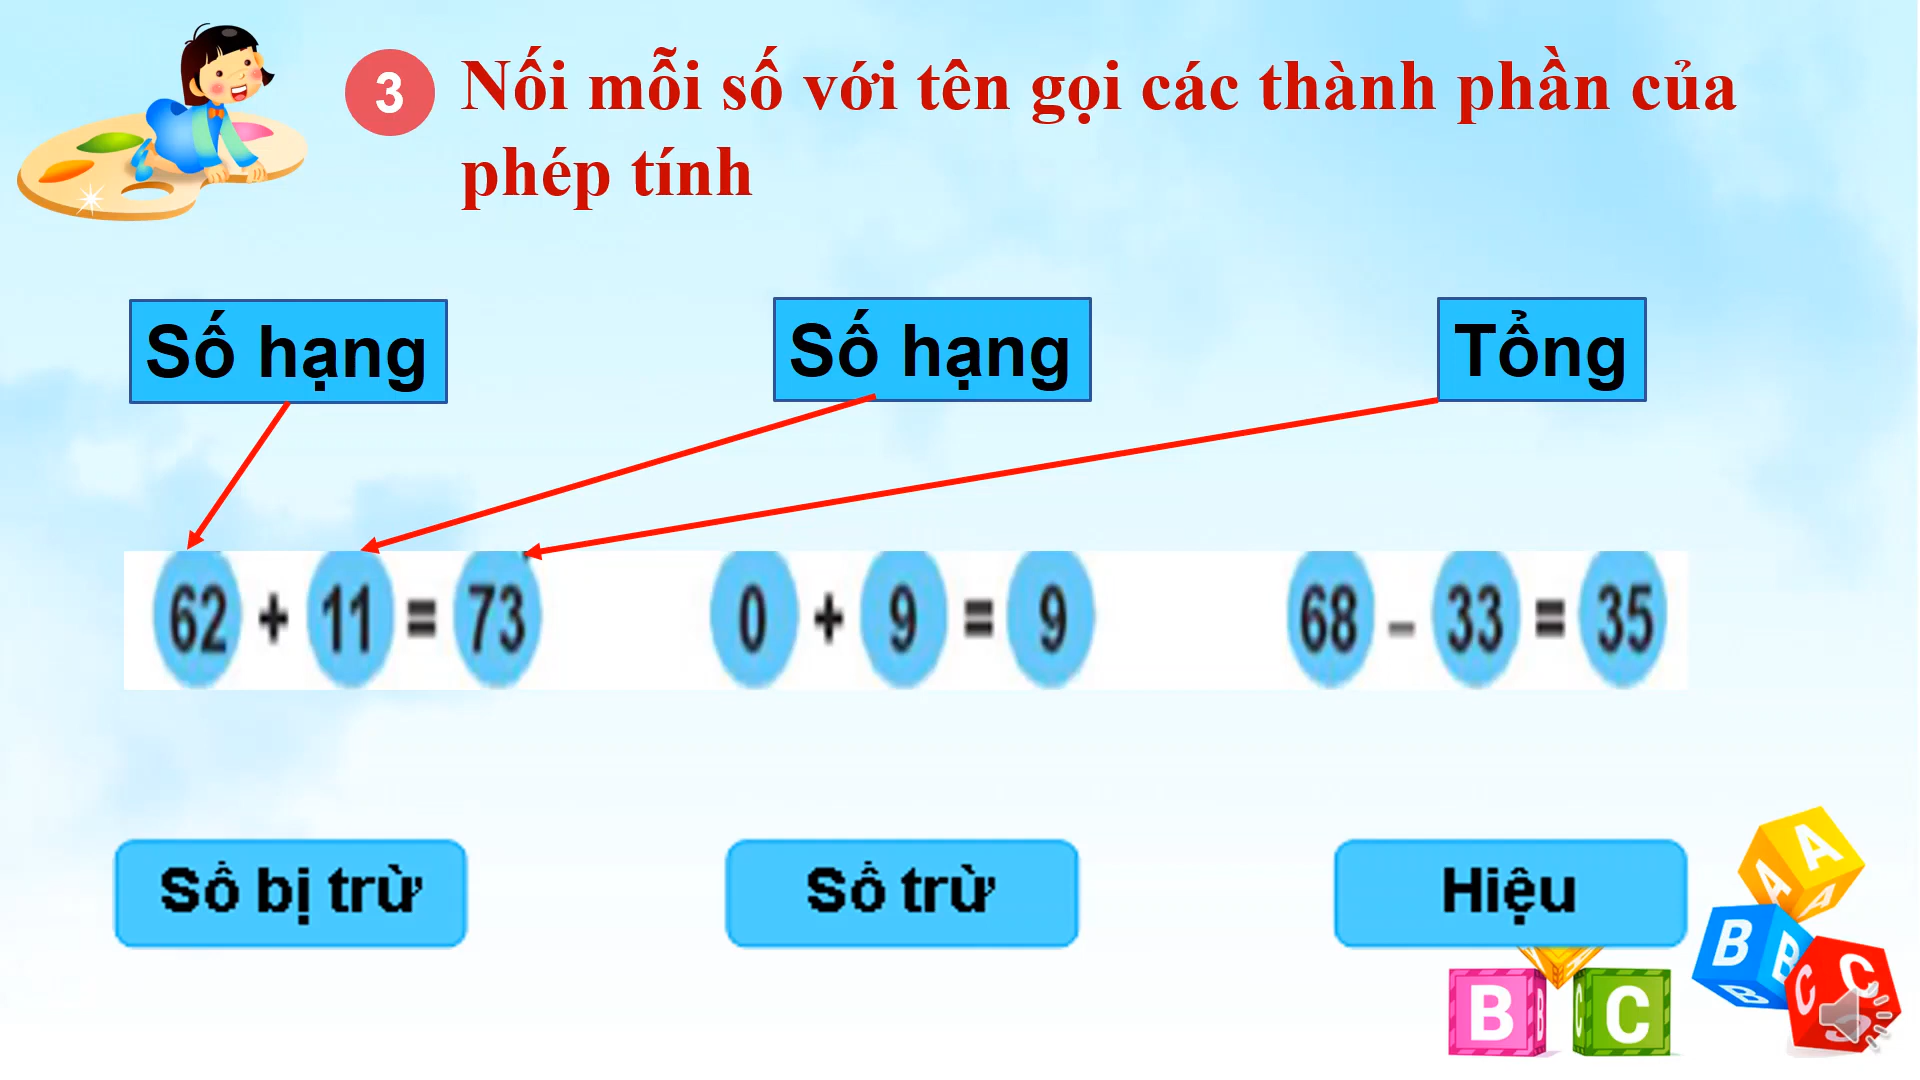 3 Nối mỗi số với tên gọi các thành phần của
phép tính
Số hạng Số hạng Tổng
62 + 11 = 73 0 + 9 = 9 68 - 33 = 35
Số bị trừ Số trừ Hiệu
A A A
B B B C C
B B C C